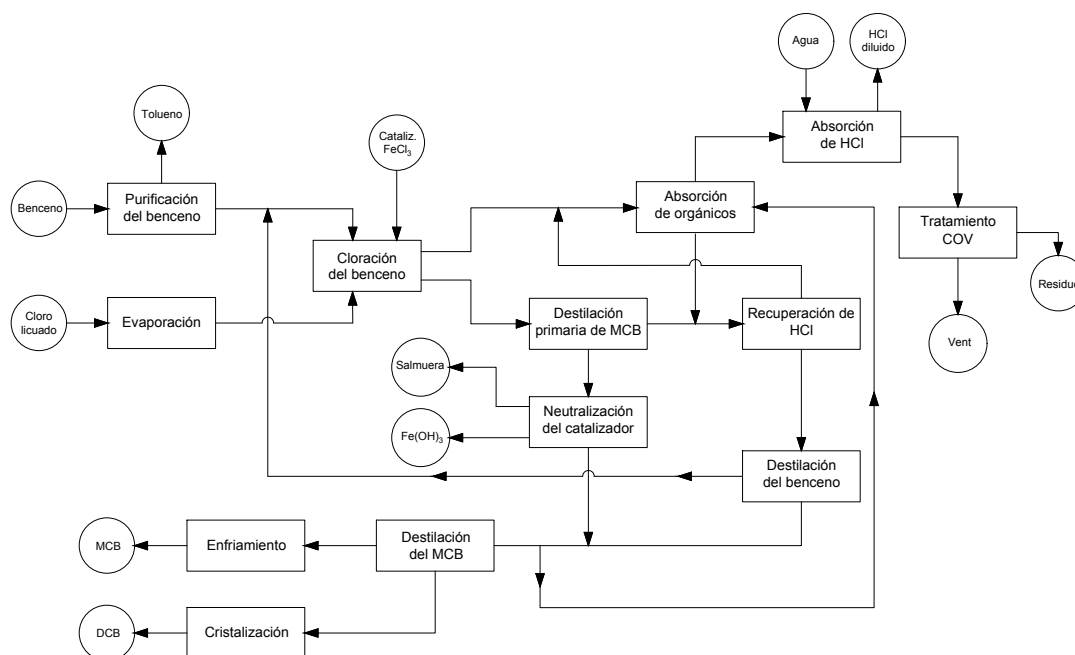 Agua
HCl
diluido
Tolueno
Cataliz.
FeCl3
Absorción
de HCl
Benceno
Purificación
del benceno
Absorción
de orgánicos
Tratamiento
COV
Cloración
del benceno
Residuo
Cloro
licuado
Evaporación
Destilación
primaria de MCB
Recuperación de
HCl
Vent
Salmuera
Neutralización
del catalizador
Fe(OH)3
Destilación
del benceno
MCB
Enfriamiento
Destilación
del MCB
DCB
Cristalización